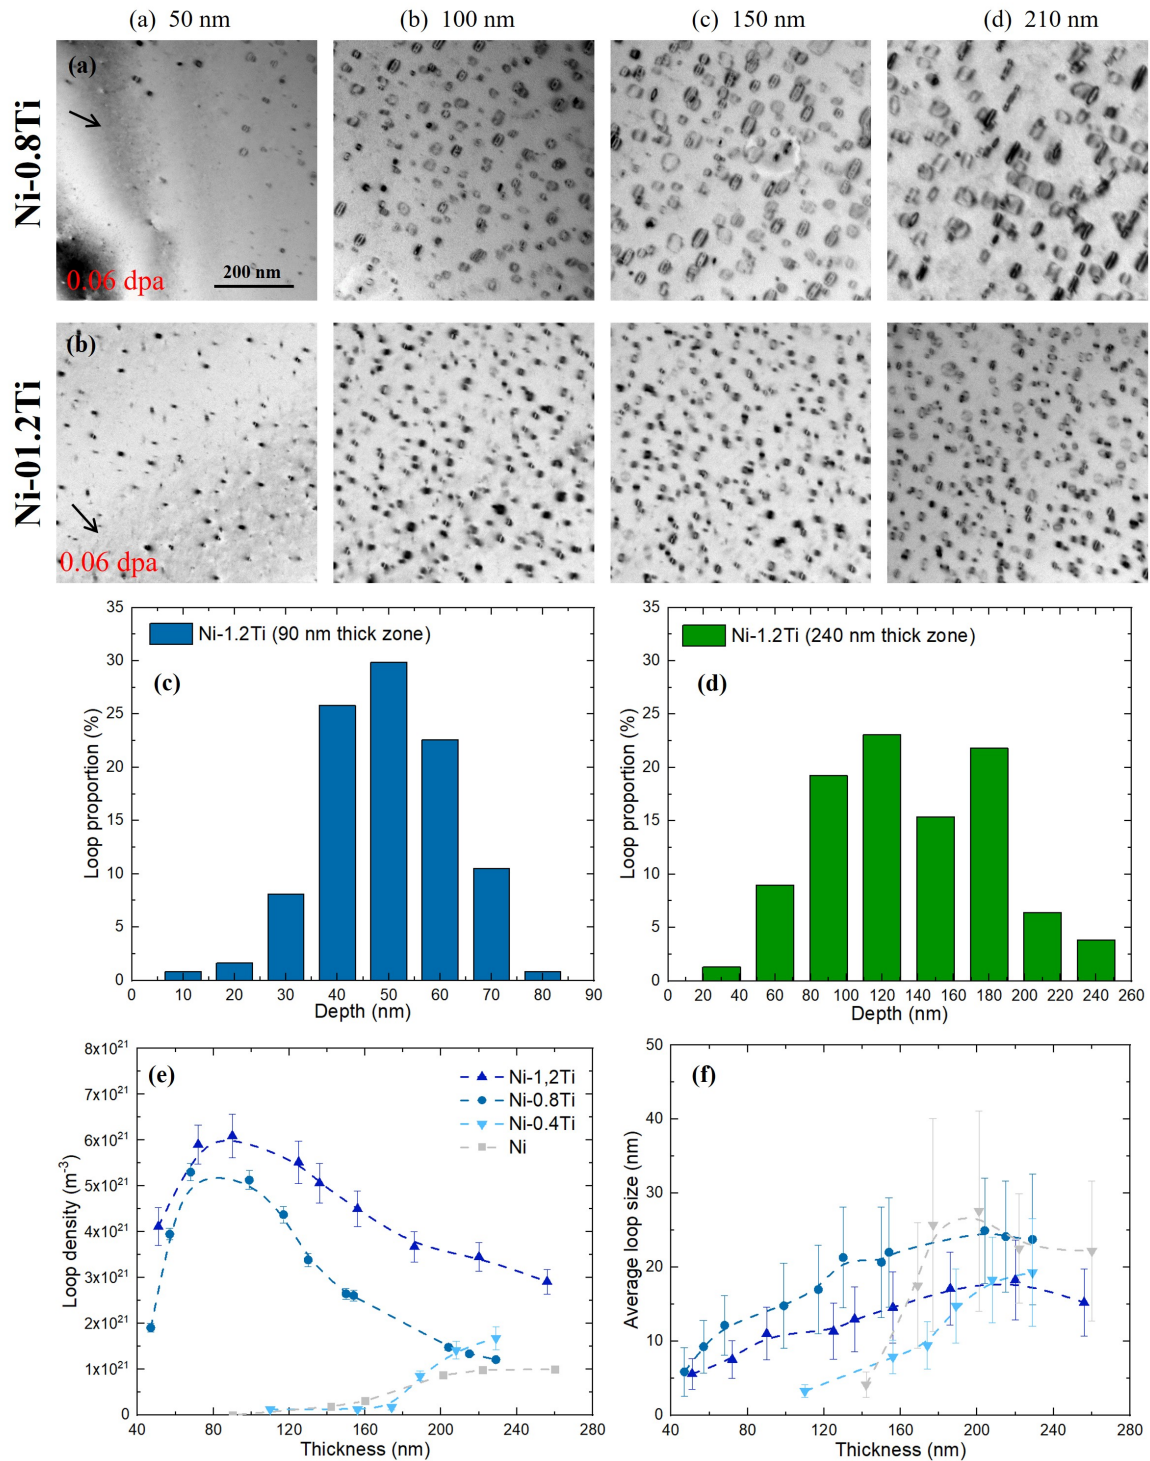 (a) 50 nm
(b) 100 nm
(c) 150 nm
(d) 210 nm
Ni-0.8Ti
(a)
0.06 dpa
200 nm
Ni-01.2Ti
(b)
0.06 dpa
35
30
25
20
15
10
5
0
Loop proportion (%)
Ni-1.2Ti (90 nm thick zone)
(c)
0 10 20 30 40 50 60 70 80 90
Depth (nm)
35
30
25
20
15
10
5
0
Loop proportion (%)
Ni-1.2Ti (240 nm thick zone)
(d)
0 20 40 60 80 100 120 140 160 180 200 220 240 260
Depth (nm)
8x10²¹
7x10²¹
6x10²¹
5x10²¹
4x10²¹
3x10²¹
2x10²¹
1x10²¹
0
Loop density (m⁻³)
(e)
Ni-1,2Ti
Ni-0.8Ti
Ni-0.4Ti
Ni
40 80 120 160 200 240 280
Thickness (nm)
50
40
30
20
10
0
Average loop size (nm)
(f)
40 80 120 160 200 240 280
Thickness (nm)